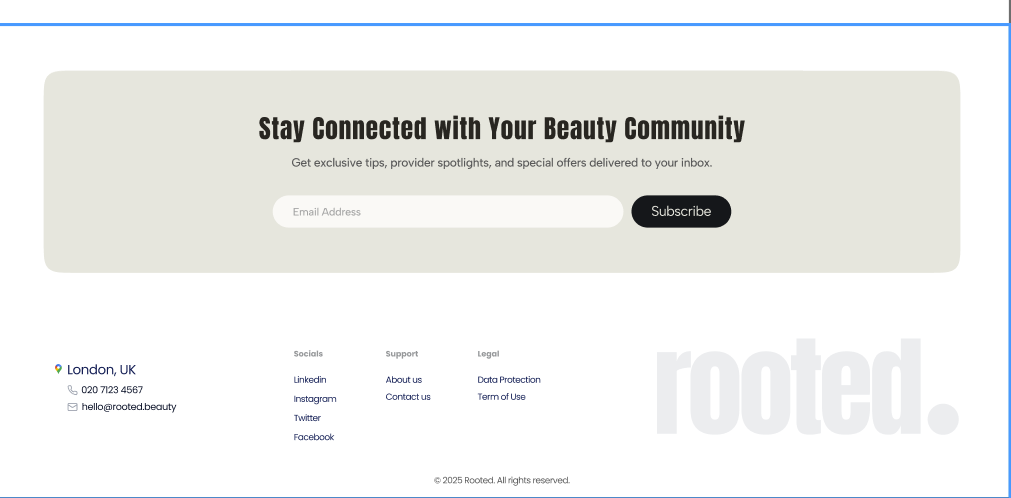 Stay Connected with Your Beauty Community
Get exclusive tips, provider spotlights, and special offers delivered to your inbox.
Email Address
Subscribe
London, UK
020 7123 4567
hello@rooted.beauty
Socials
Linkedin
Instagram
Twitter
Facebook
Support
About us
Contact us
Legal
Data Protection
Term of Use
rooted.
© 2025 Rooted. All rights reserved.